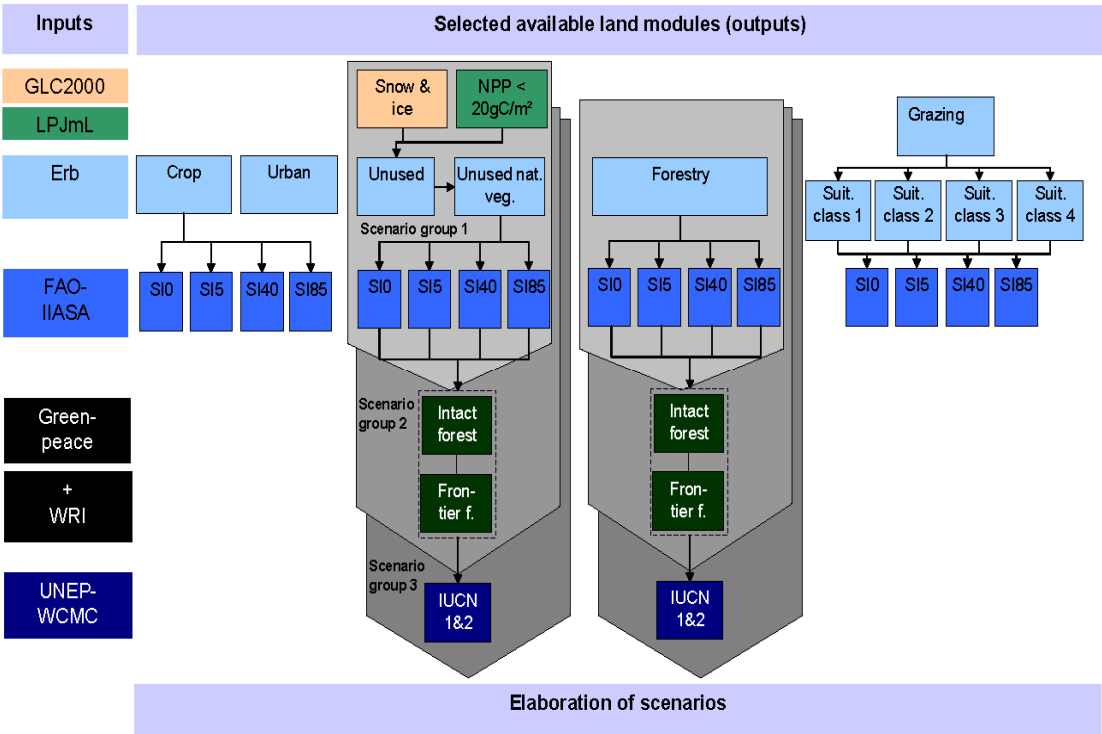 Inputs
Selected available land modules (outputs)
GLC2000
LPJmL
Erb
FAO-
IIASA
Green-
peace
+
WRI
UNEP-
WCMC
Crop
Urban
SI0
SI5
SI40
SI85
Snow &
ice
NPP <
20gC/m²
Unused
Unused nat.
veg.
Scenario group 1
SI0
SI5
SI40
SI85
Scenario
group 2
Intact
forest
Fron-
tier f.
Scenario
group 3
IUCN
1&2
Forestry
SI0
SI5
SI40
SI85
Intact
forest
Fron-
tier f.
IUCN
1&2
Grazing
Suit.
class 1
Suit.
class 2
Suit.
class 3
Suit.
class 4
SI0
SI5
SI40
SI85
Elaboration of scenarios